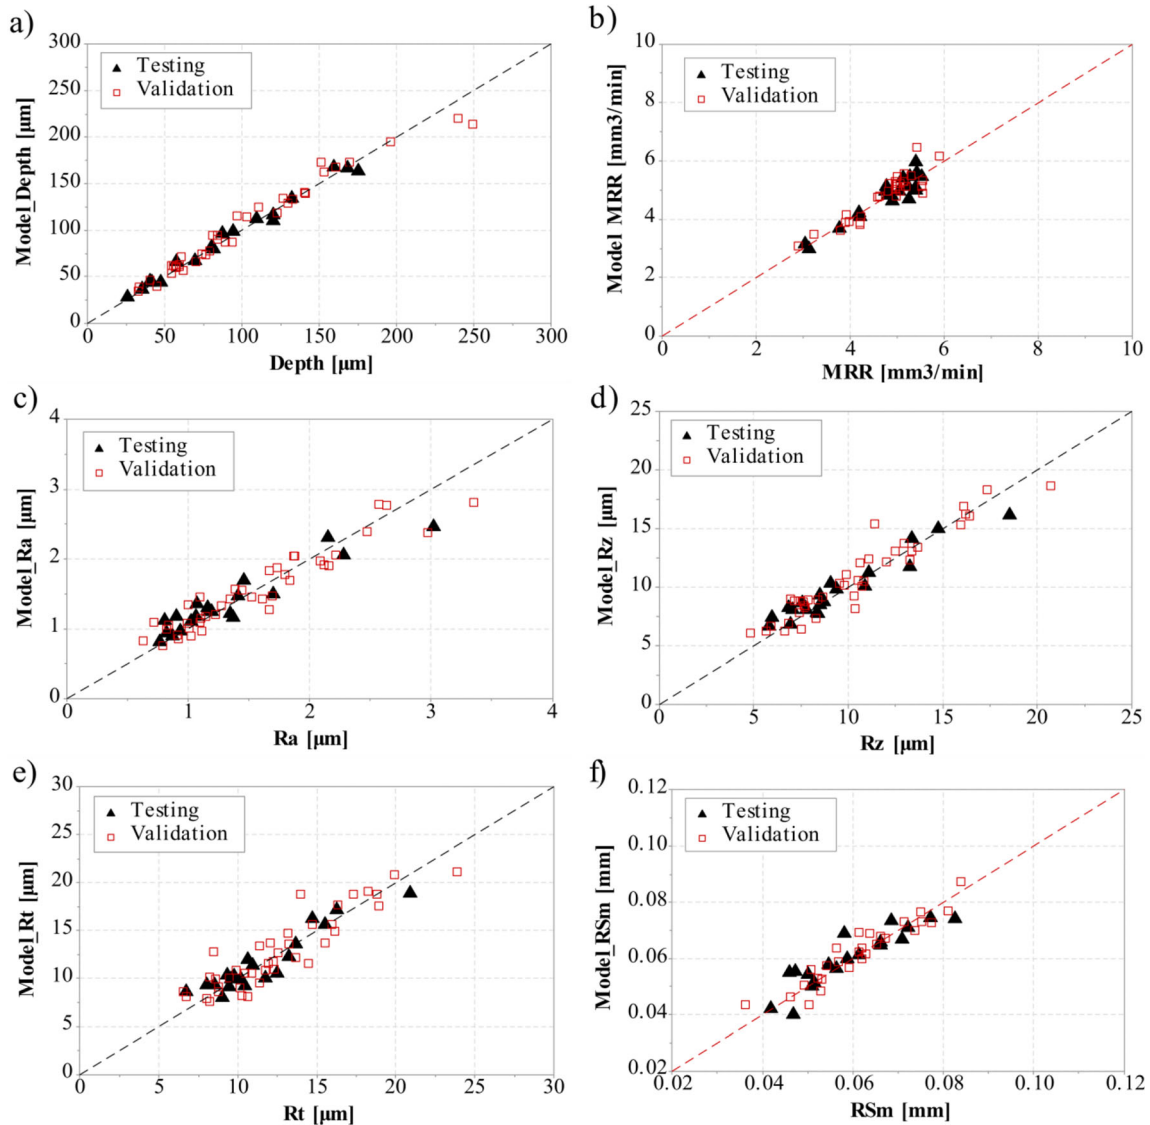 a)
300
250
200
150
100
50
0
Model_Depth [μm]
Testing
Validation
0 50 100 150 200 250 300
Depth [μm]
b)
10
8
6
4
2
0
Model MRR [mm3/min]
Testing
Validation
0 2 4 6 8 10
MRR [mm3/min]
c)
4
3
2
1
0
Model_Ra [μm]
Testing
Validation
0 1 2 3 4
Ra [μm]
d)
25
20
15
10
5
0
Model_Rz [μm]
Testing
Validation
0 5 10 15 20 25
Rz [μm]
e)
30
25
20
15
10
5
0
Model_Rt [μm]
Testing
Validation
0 5 10 15 20 25 30
Rt [μm]
f)
0.12
0.10
0.08
0.06
0.04
0.02
Model_RSm [mm]
Testing
Validation
0.02 0.04 0.06 0.08 0.10 0.12
RSm [mm]